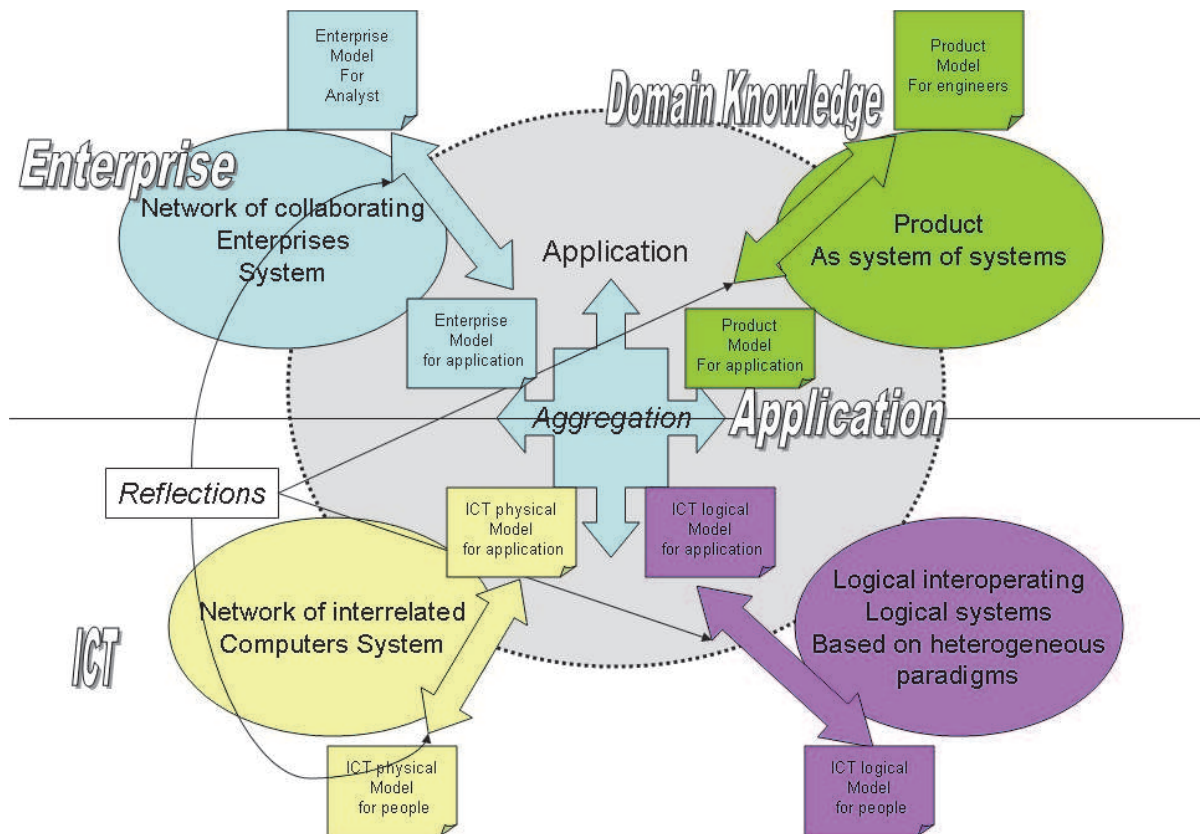 Enterprise
Model
For
Analyst
Product
Model
For engineers
Domain Knowledge
Enterprise
Network of collaborating
Enterprises
System
Product
As system of systems
Application
Enterprise
Model
for application
Product
Model
For application
Aggregation
Application
Reflections
ICT physical
Model
for application
ICT logical
Model
for application
Network of interrelated
Computers System
Logical interoperating
Logical systems
Based on heterogeneous
paradigms
ICT
ICT physical
Model
for people
ICT logical
Model
for people